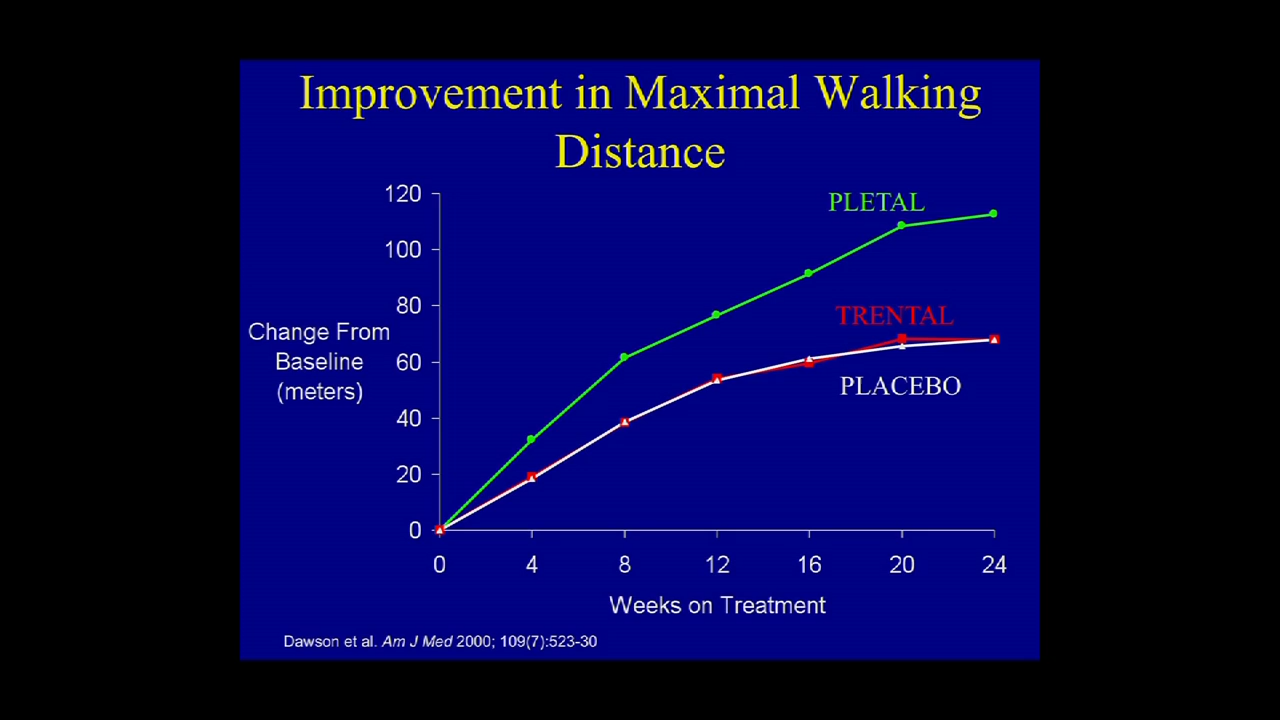 Improvement in Maximal Walking
Distance
120
100
80
60
40
20
0
Change From
Baseline
(meters)
PLETAL
TRENTAL
PLACEBO
0 4 8 12 16 20 24
Weeks on Treatment
Dawson et al. Am J Med 2000; 109(7):523-30